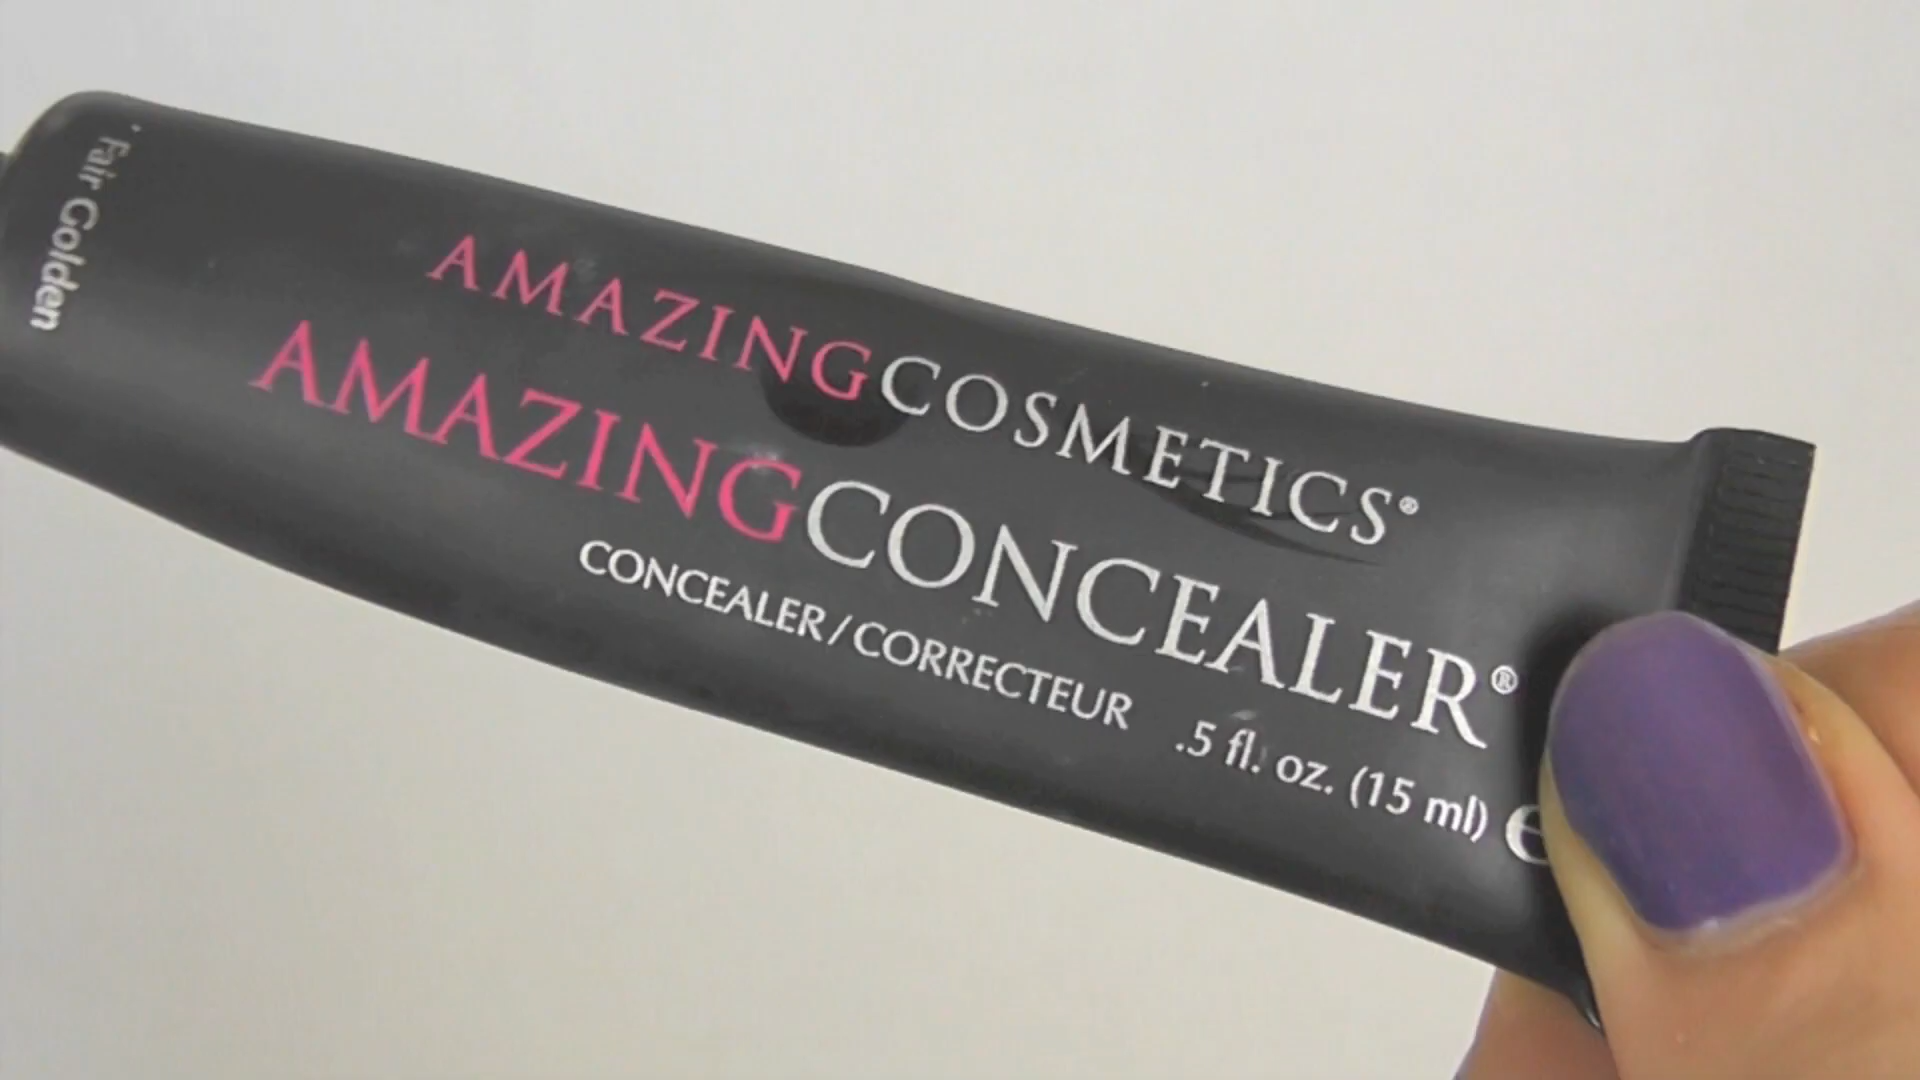 Fair Golden
AMAZINGCOSMETICS®
AMAZINGCONCEALER®
CONCEALER/CORRECTEUR .5 fl. oz. (15 ml) e